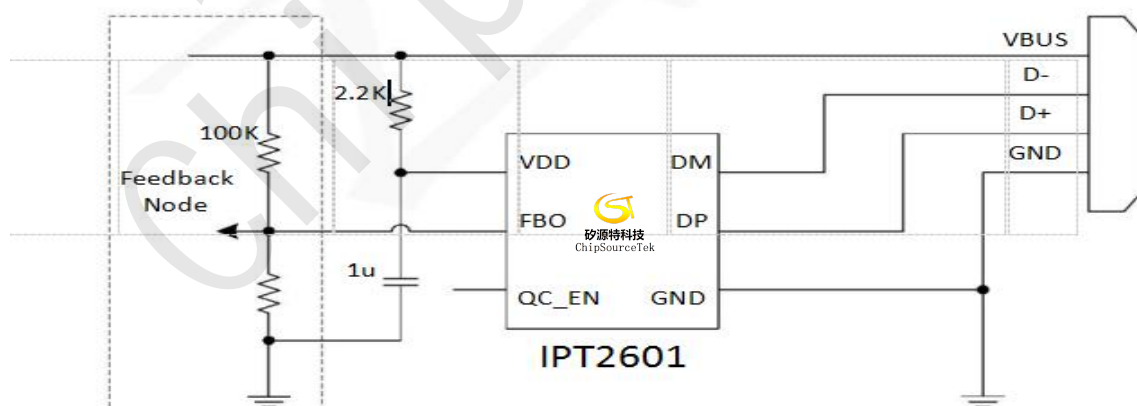 Chip
VBUS
D-
D+
GND
2.2K
100K
Feedback
Node
1u
VDD
DM
FBO
DP
QC_EN
GND
矽源特科技
ChipSourceTek
IPT2601